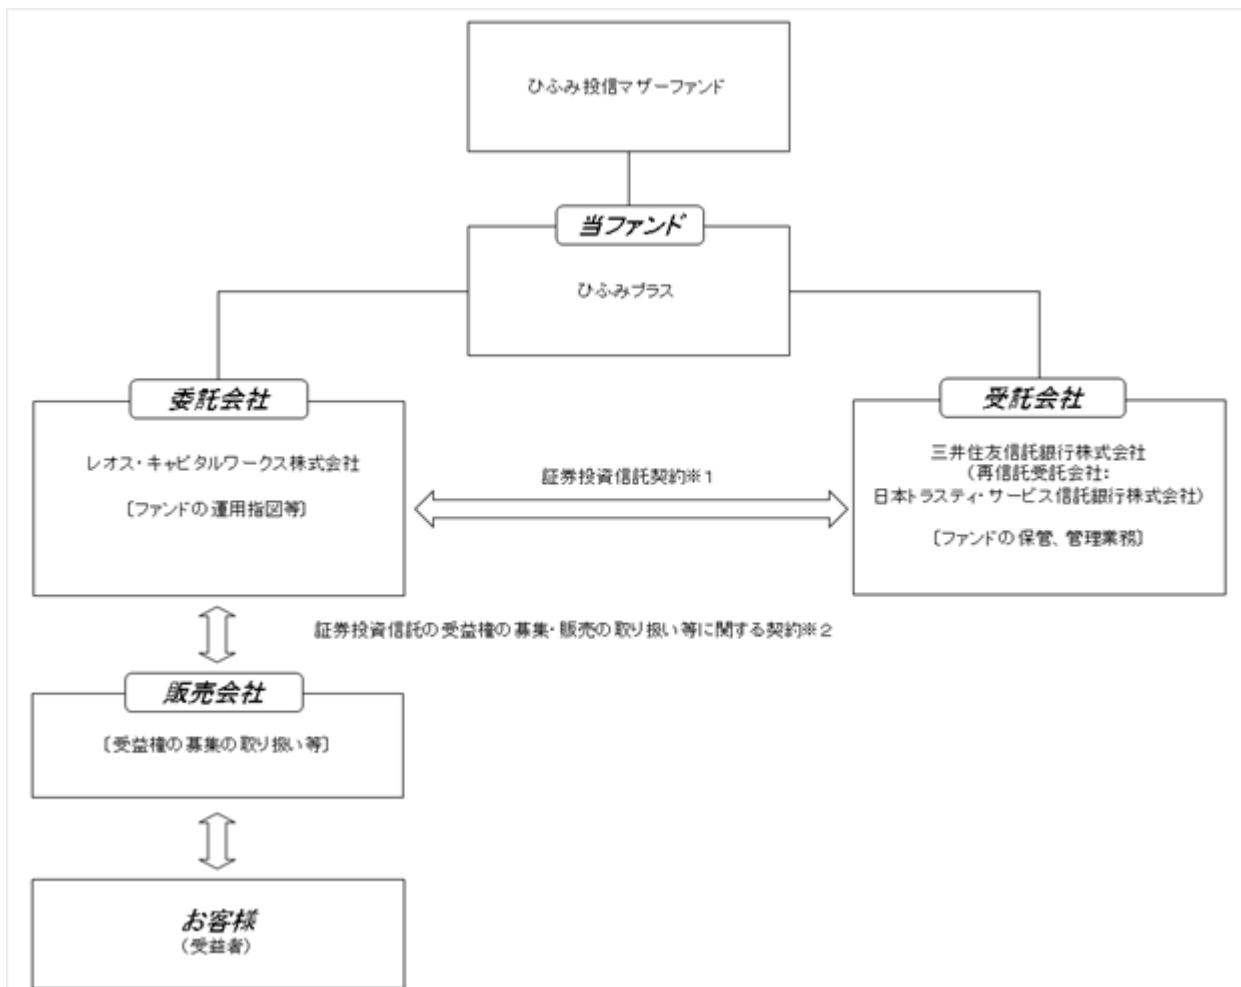 ひふみ投信マザーファンド
当ファンド
ひふみプラス
委託会社
レオス・キャピタルワークス株式会社
〔ファンドの運用指図等〕
証券投資信託契約※1
受託会社
三井住友信託銀行株式会社
（再信託受託会社：
日本トラスティ・サービス信託銀行株式会社）
〔ファンドの保管、管理業務〕
証券投資信託の受益権の募集・販売の取り扱い等に関する契約※2
販売会社
〔受益権の募集の取り扱い等〕
お客様
（受益者）